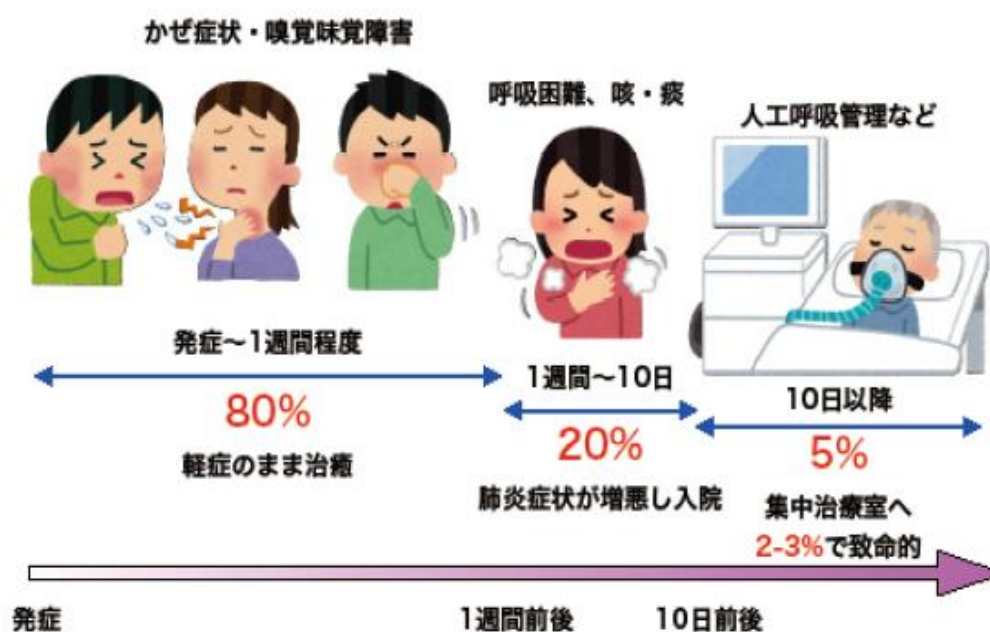 かぜ症状・嗅覚味覚障害
呼吸困難、咳・痰
人工呼吸管理など
発症～1週間程度
80%
軽症のまま治癒
1週間～10日
20%
肺炎症状が増悪し入院
10日以降
5%
集中治療室へ
2-3%で致命的
発症
1週間前後
10日前後